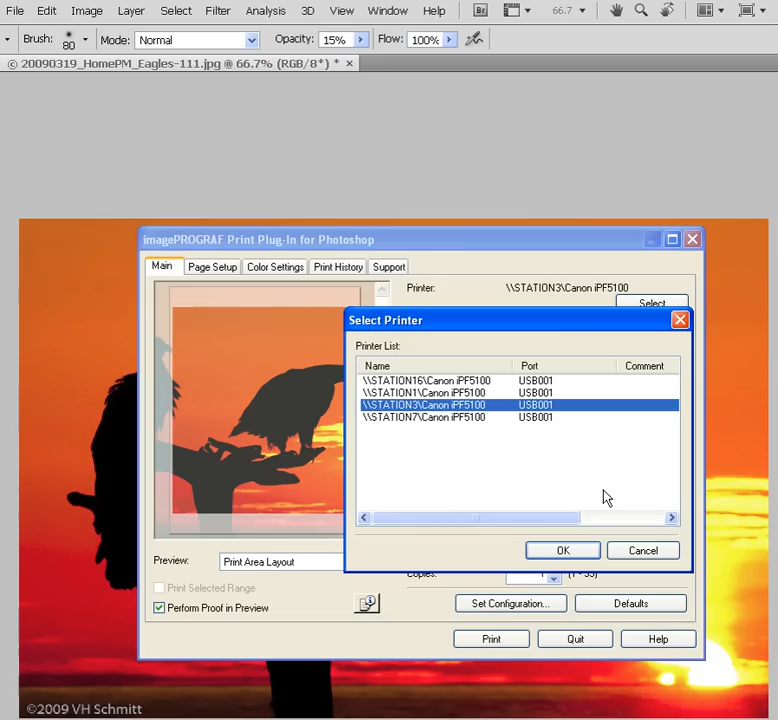 File Edit Image Layer Select Filter Analysis 3D View Window Help Br 66.7
Brush: 80 Mode: Normal Opacity: 15% Flow: 100%
© 20090319_HomePM_Eagles-111.jpg @ 66.7% (RGB/8*) *
imagePROGRAF Print Plug-In for Photoshop
Main Page Setup Color Settings Print History Support
Printer: \\STATION3\Canon iPF5100
Select
Select Printer
Printer List:
Name Port Comment
\\STATION16\Canon iPF5100 USB001
\\STATION1\Canon iPF5100 USB001
\\STATION3\Canon iPF5100 USB001
\\STATION7\Canon iPF5100 USB001
OK Cancel
Preview: Print Area Layout
Copies: 1
Print Selected Range
Perform Proof in Preview
Set Configuration... Defaults
Print Quit Help
©2009 VH Schmitt